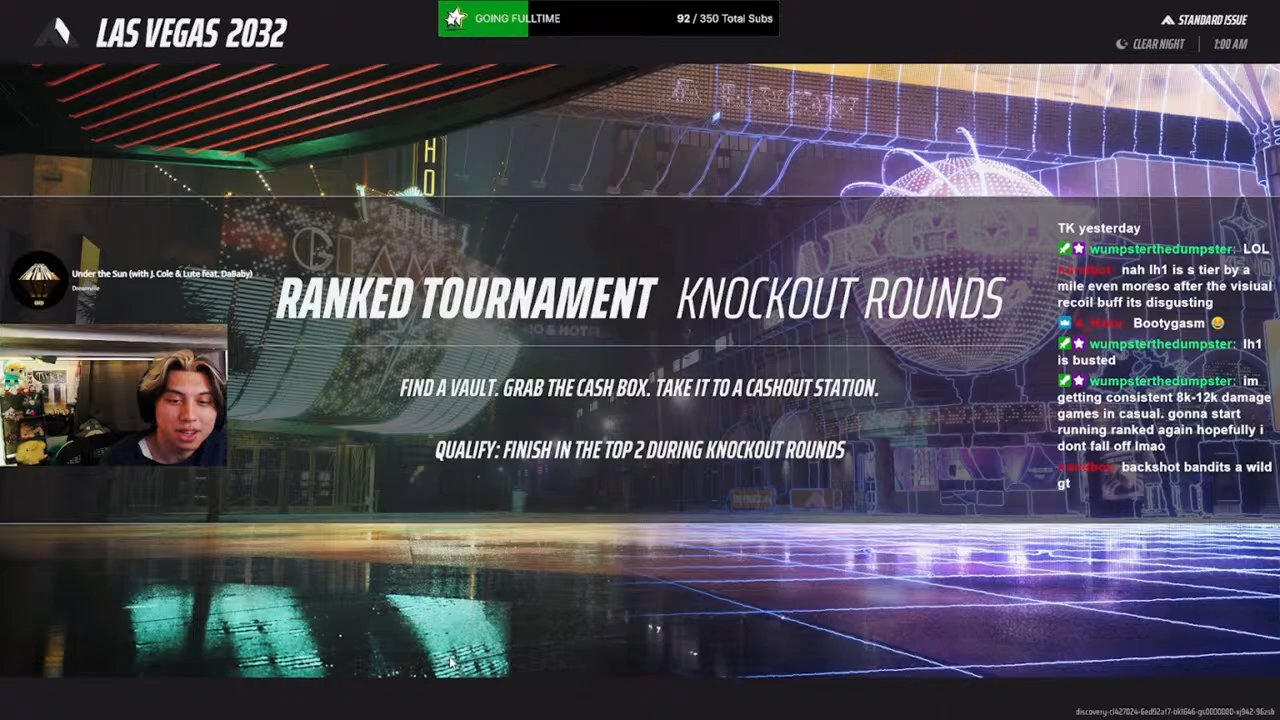 LAS VEGAS 2032
GOING FULLTIME
92 / 350 Total Subs
STANDARD ISSUE
CLEAR NIGHT
1:00 AM
HO
GLAM
Under the Sun (with J. Cole & Lute feat. DaBaby)
Dreamville
RANKED TOURNAMENT KNOCKOUT ROUNDS
FIND A VAULT. GRAB THE CASH BOX. TAKE IT TO A CASHOUT STATION.
QUALIFY: FINISH IN THE TOP 2 DURING KNOCKOUT ROUNDS
TK yesterday
wumpsterthedumpster: LOL
nah lh1 is s tier by a
mile even moreso after the visiual
recoil buff its disgusting
Bootygasm
wumpsterthedumpster: lh1
is busted
wumpsterthedumpster: im
getting consistent 8k-12k damage
games in casual. gonna start
running ranked again hopefully i
dont fall off lmao
backshot bandits a wild
gt